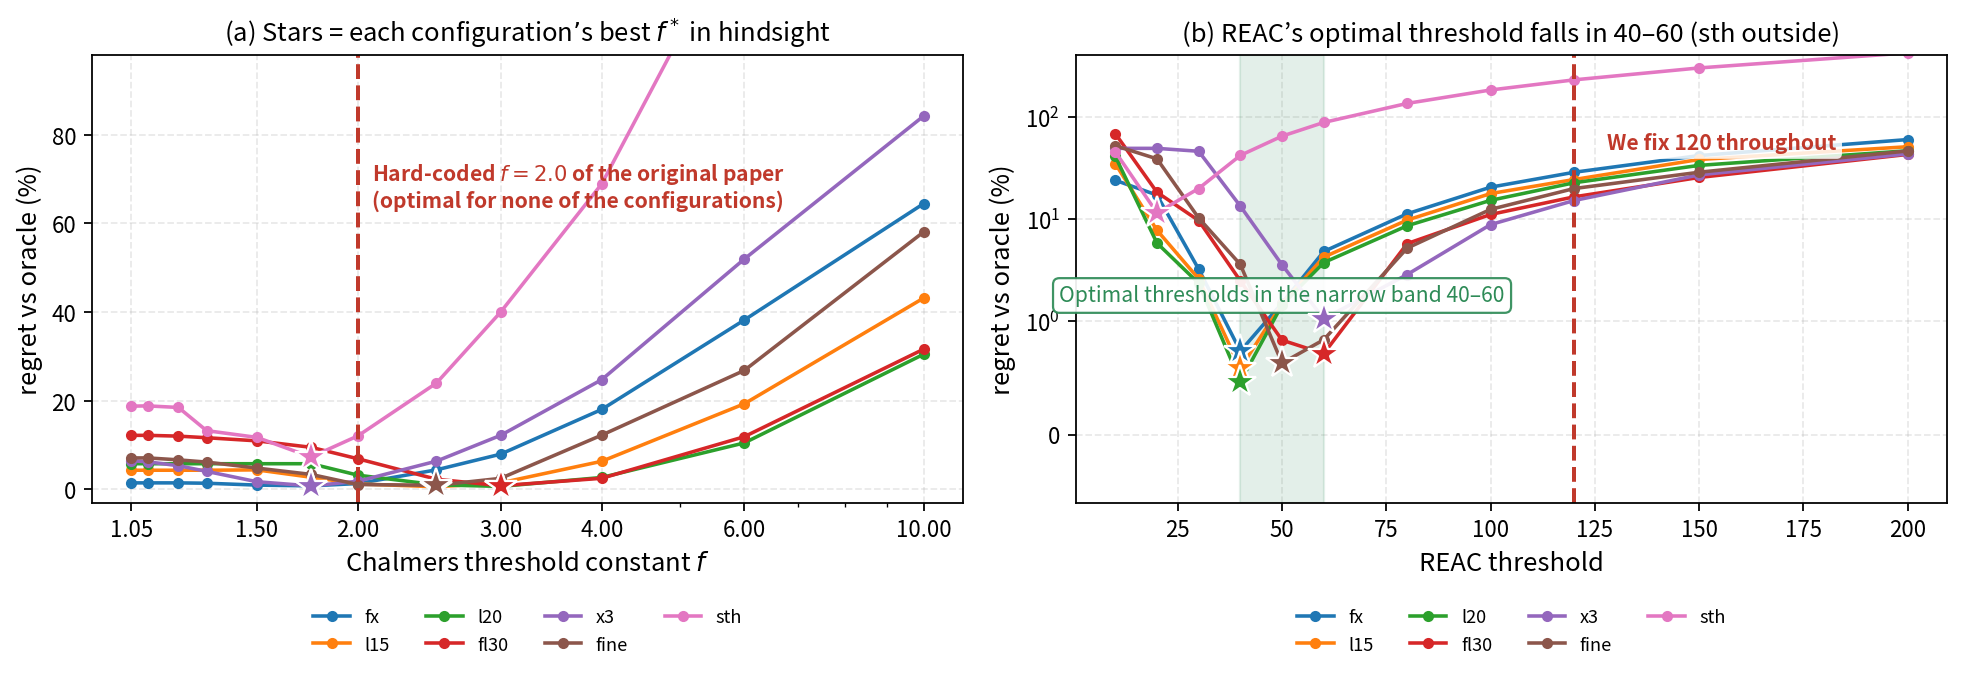 (a) Stars = each configuration’s best f* in hindsight
regret vs oracle (%)
80
60
40
20
0
Hard-coded f = 2.0 of the original paper
(optimal for none of the configurations)
1.05
1.50
2.00
3.00
4.00
6.00
10.00
Chalmers threshold constant f
fx
l20
x3
sth
l15
fl30
fine
(b) REAC’s optimal threshold falls in 40–60 (sth outside)
regret vs oracle (%)
10²
10¹
10⁰
0
We fix 120 throughout
Optimal thresholds in the narrow band 40–60
25
50
75
100
125
150
175
200
REAC threshold
fx
l20
x3
sth
l15
fl30
fine